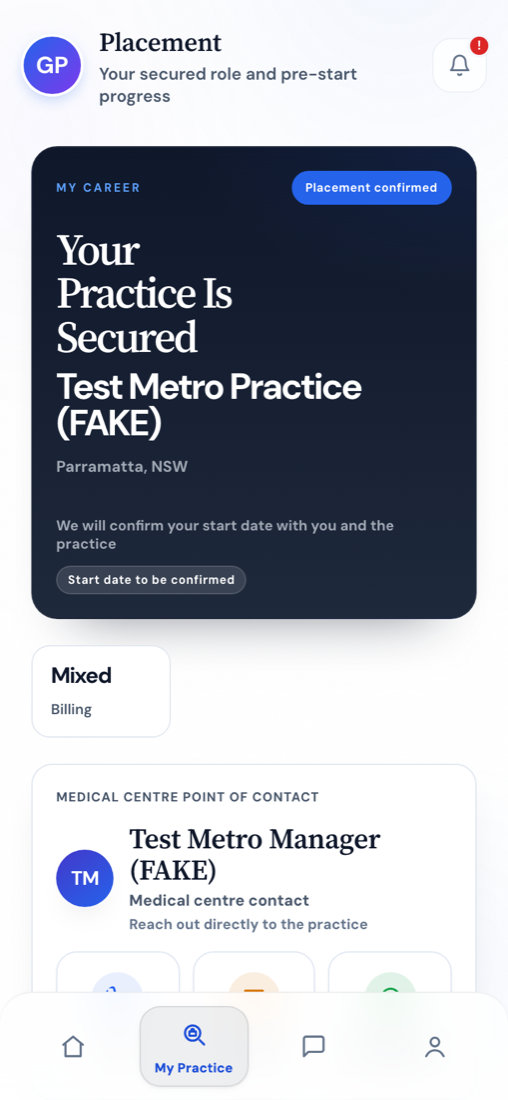 GP
Placement
Your secured role and pre-start
progress
!
MY CAREER
Placement confirmed
Your
Practice Is
Secured
Test Metro Practice
(FAKE)
Parramatta, NSW
We will confirm your start date with you and the
practice
Start date to be confirmed
Mixed
Billing
MEDICAL CENTRE POINT OF CONTACT
TM
Test Metro Manager
(FAKE)
Medical centre contact
Reach out directly to the practice
My Practice